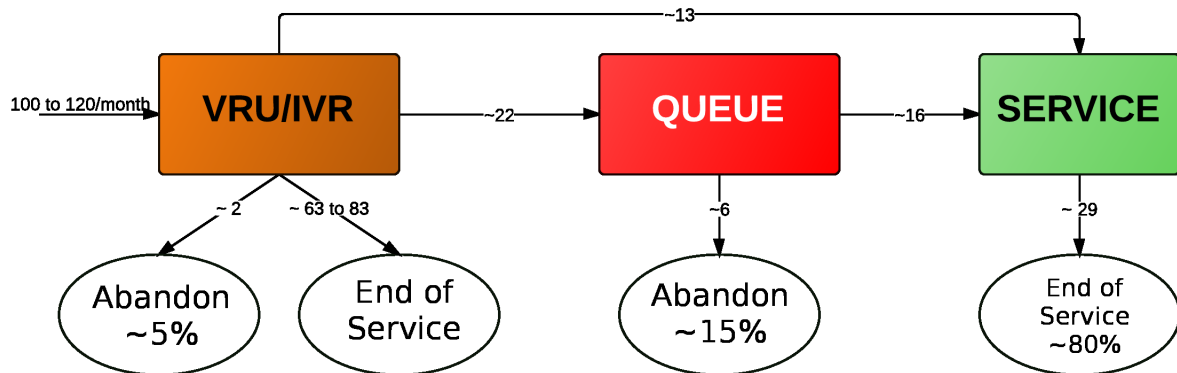 ~13
100 to 120/month
VRU/IVR
~22
QUEUE
~16
SERVICE
~ 2
~ 63 to 83
~6
~ 29
Abandon
~5%
End of
Service
Abandon
~15%
End of
Service
~80%